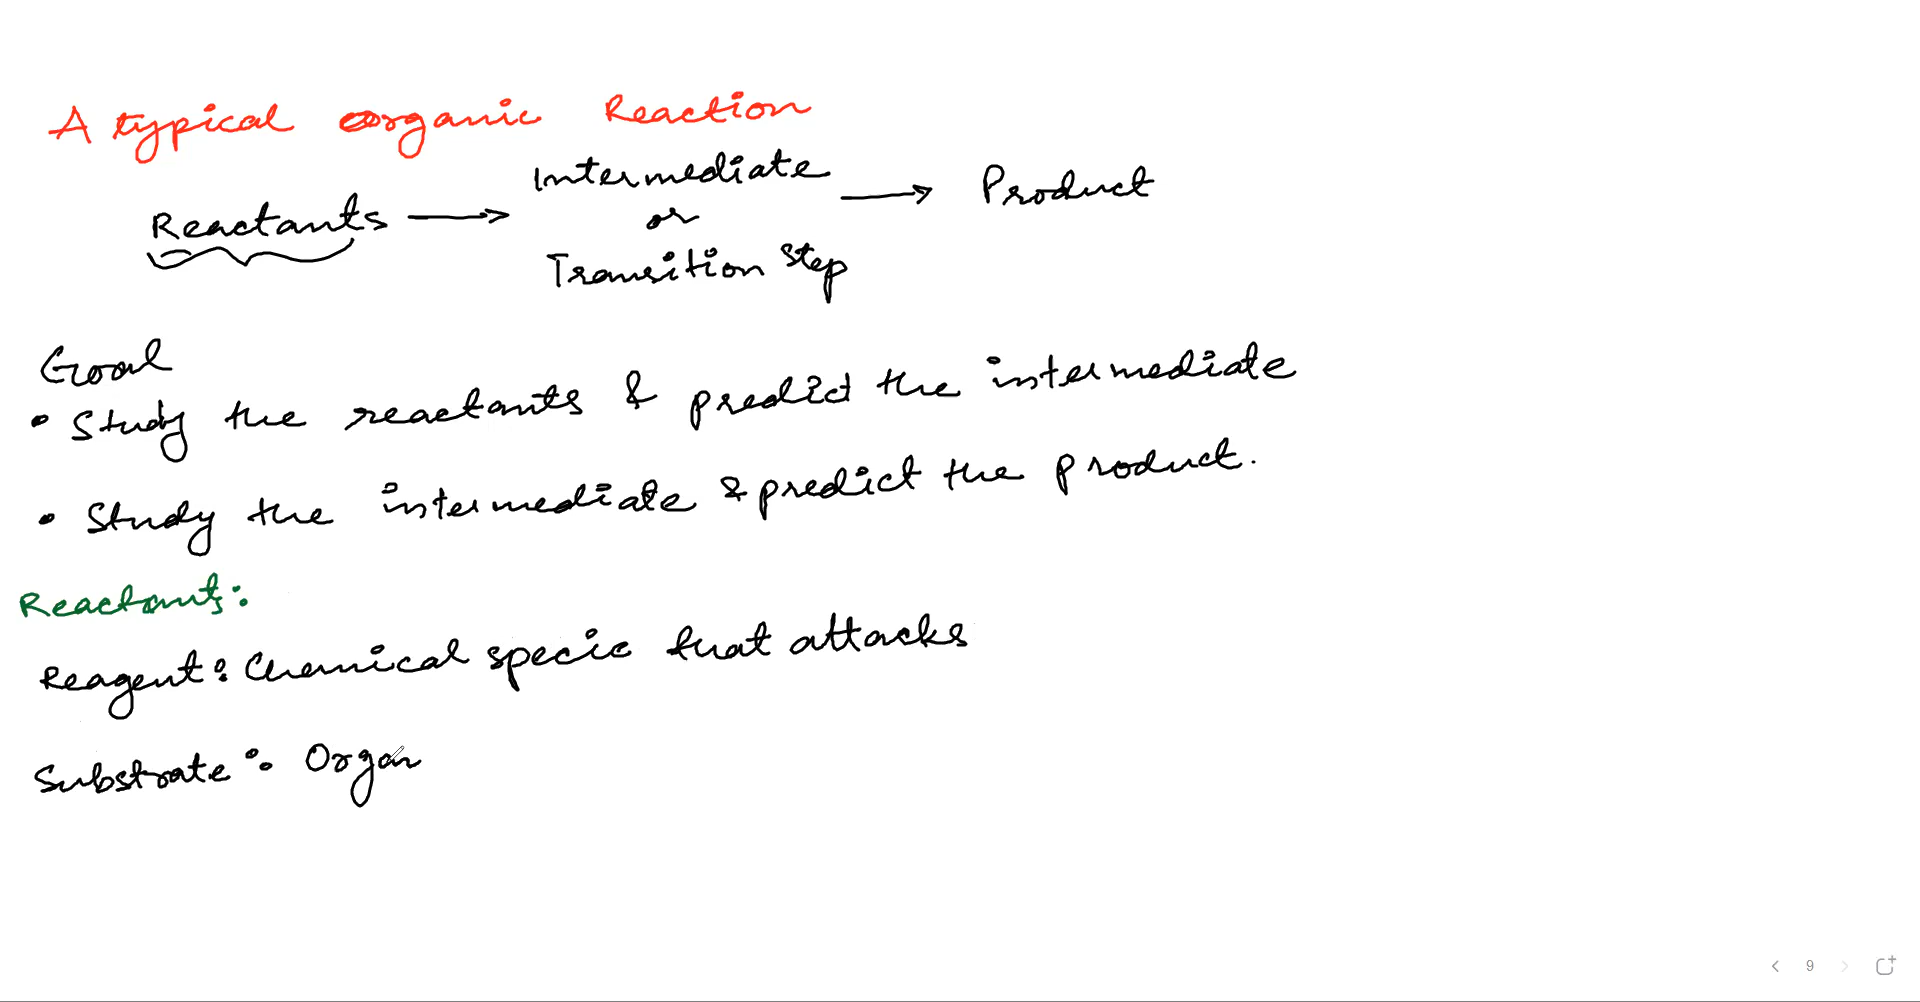 A typical organic Reaction
Reactants → Intermediate or Transition Step → Product
Goal
• Study the reactants & predict the intermediate
• Study the intermediate & predict the product.
Reactants:
Reagent: Chemical specie that attacks
Substrate: Organ
9